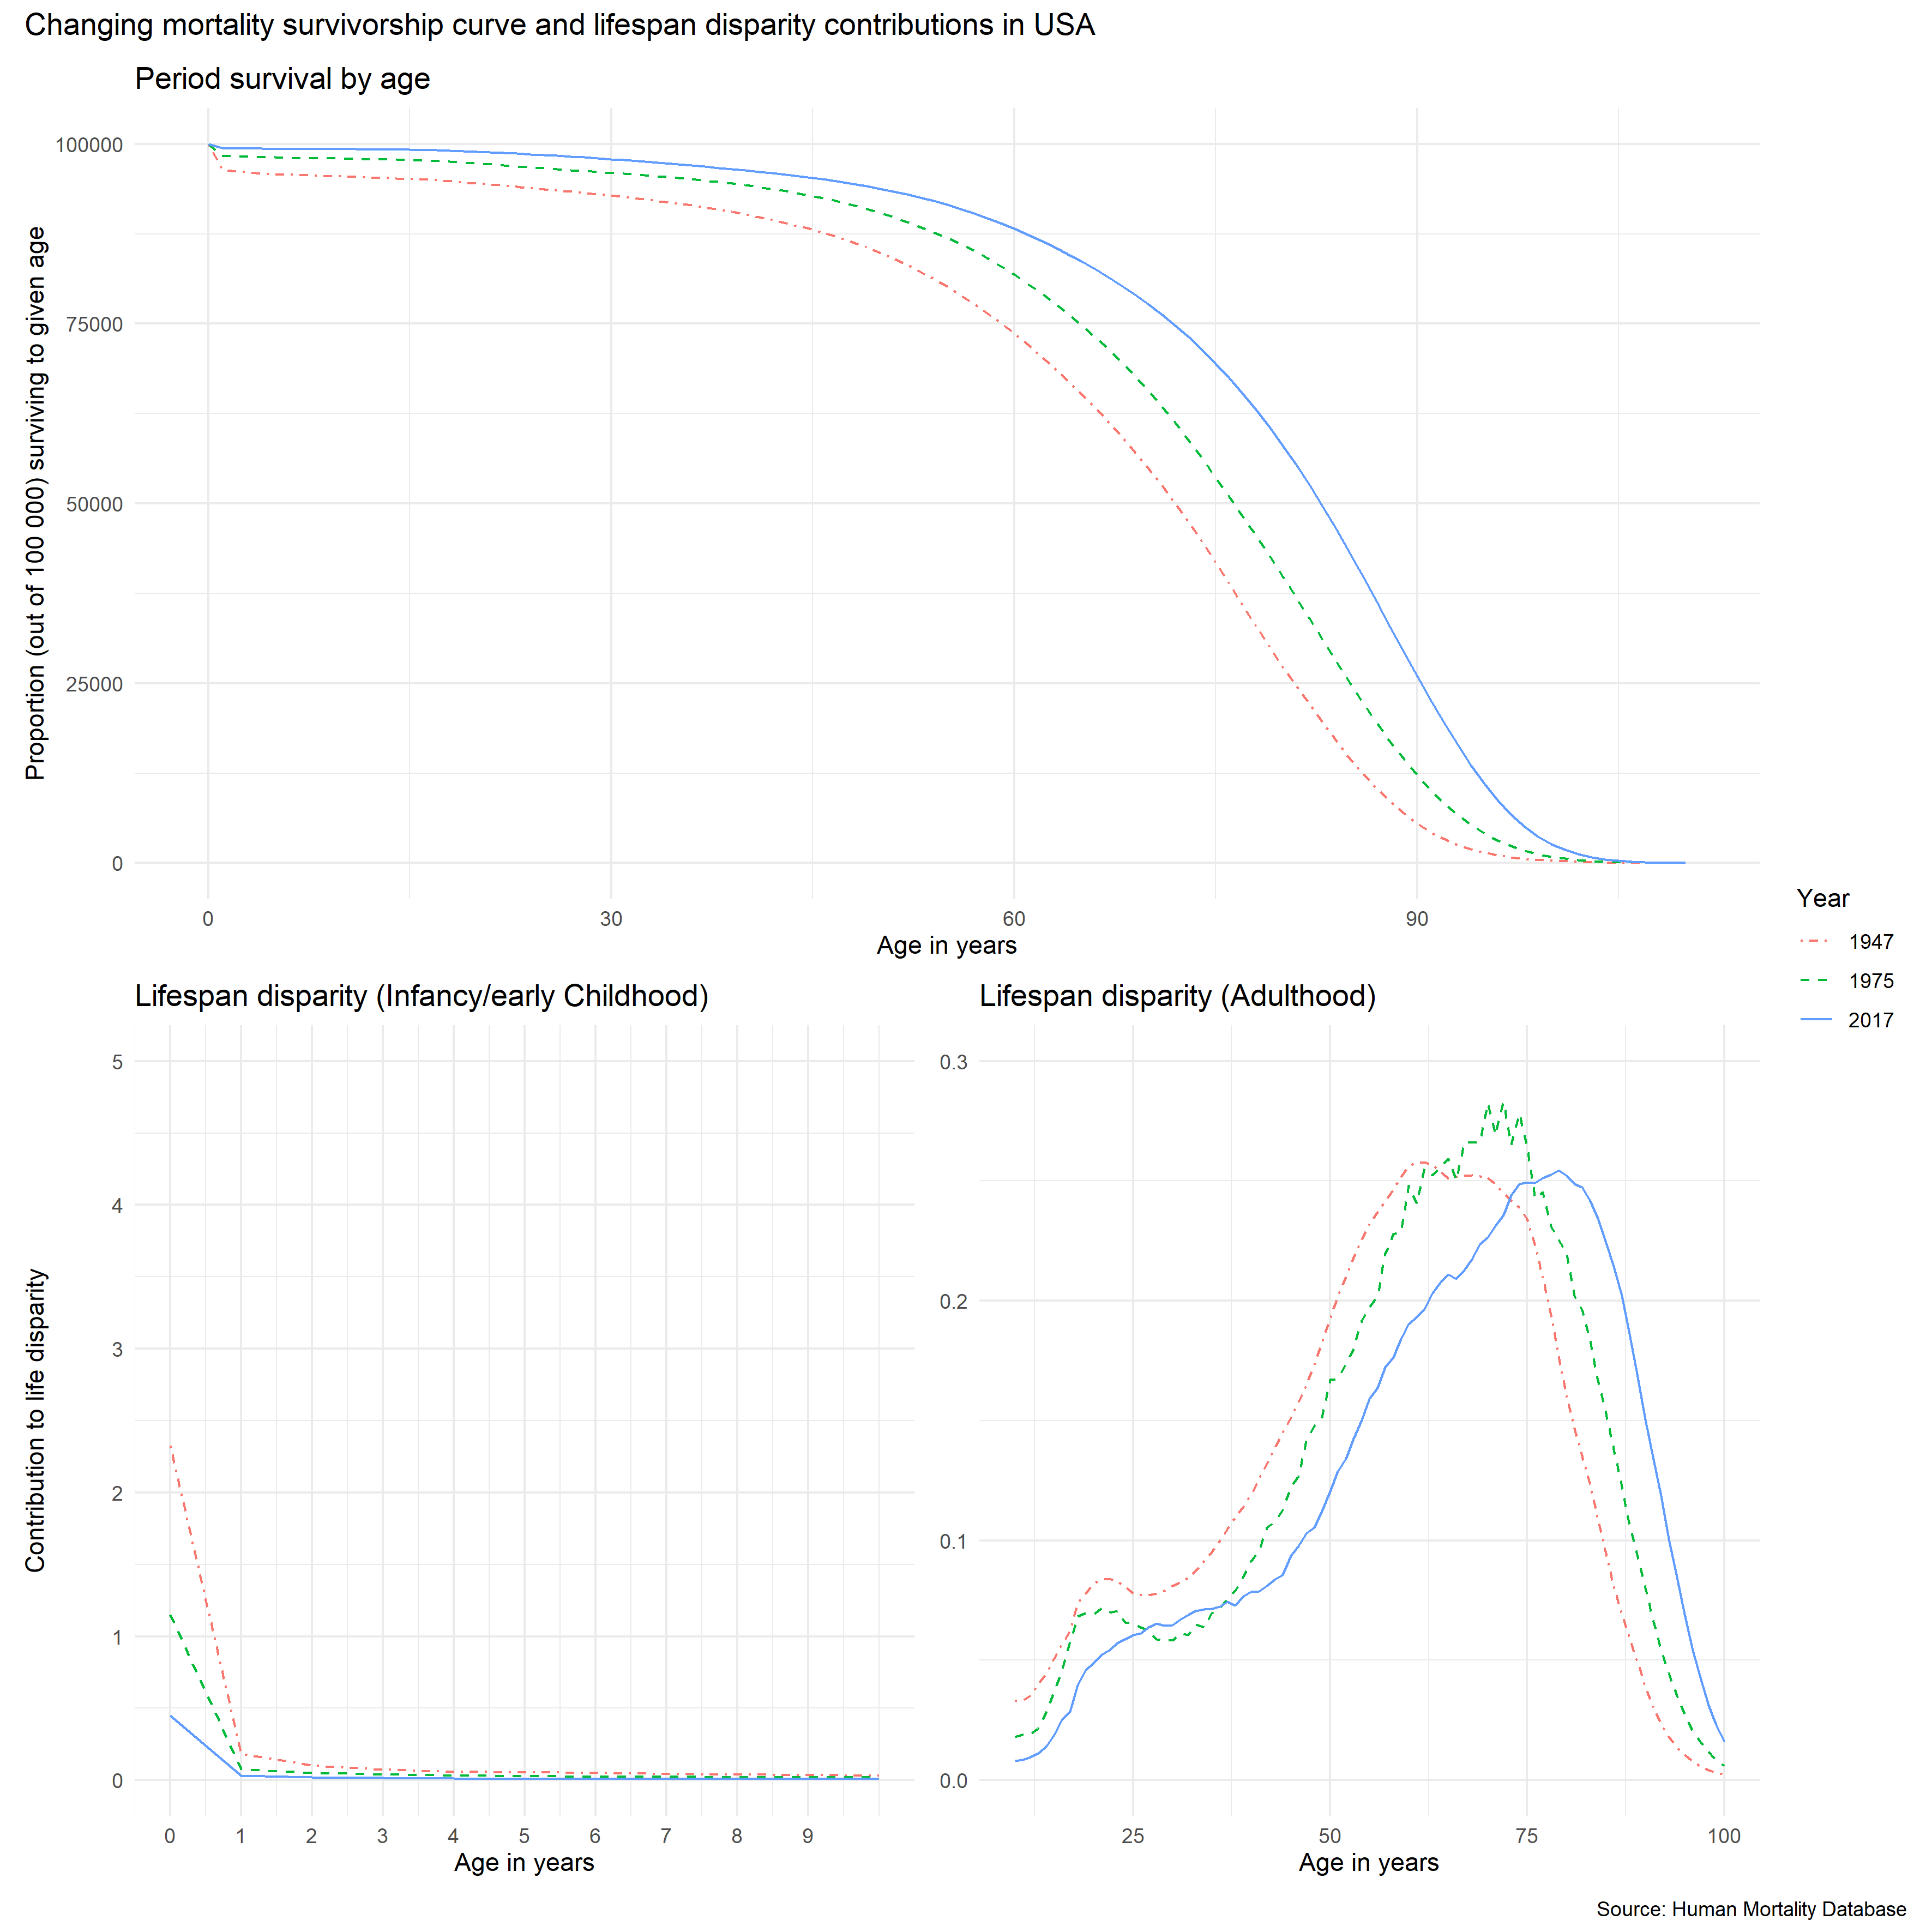 Changing mortality survivorship curve and lifespan disparity contributions in USA
Period survival by age
Proportion (out of 100 000) surviving to given age
100000
75000
50000
25000
0
0 30 60 90
Age in years
Year
1947
1975
2017
Lifespan disparity (Infancy/early Childhood)
Contribution to life disparity
5
4
3
2
1
0
0 1 2 3 4 5 6 7 8 9
Age in years
Lifespan disparity (Adulthood)
0.3
0.2
0.1
0.0
25 50 75 100
Age in years
Source: Human Mortality Database